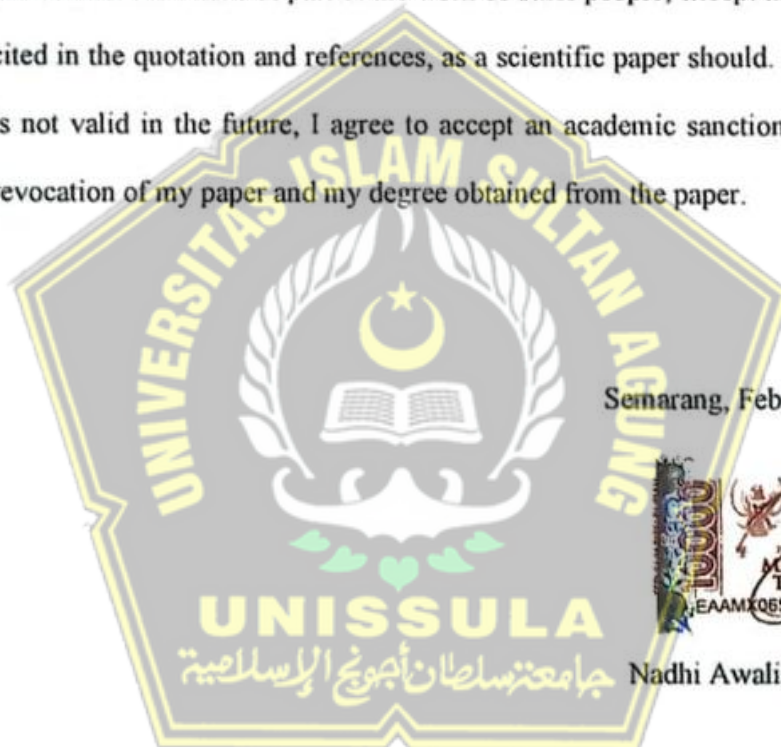 cited in the quotation and references, as a scientific paper should.
s not valid in the future, I agree to accept an academic sanction
evocation of my paper and my degree obtained from the paper.
UNIVERSITAS ISLAM SULTAN AGUNG
Semarang, Feb
10000
UNISSULA
جامعة سلطان أجونج الإسلامية
Nadhi Awali